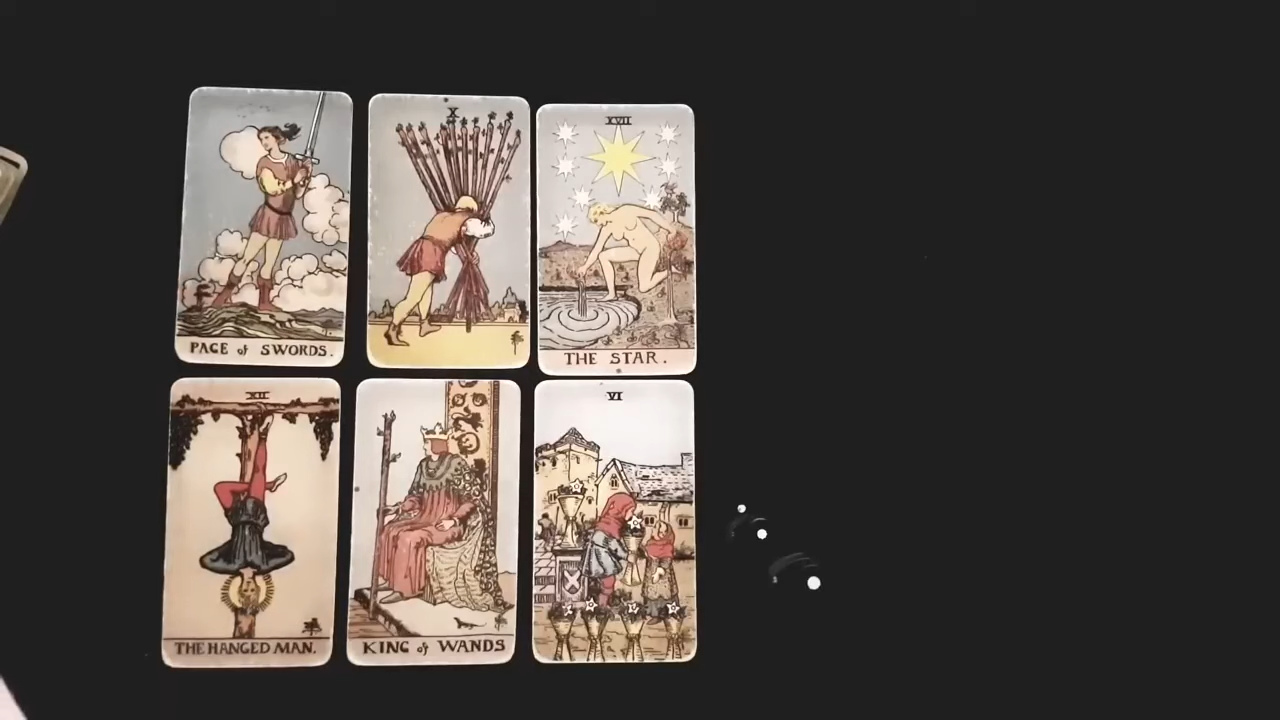 PAGE of SWORDS.
X
XVII
THE STAR.
XII
THE HANGED MAN.
KING of WANDS
VI